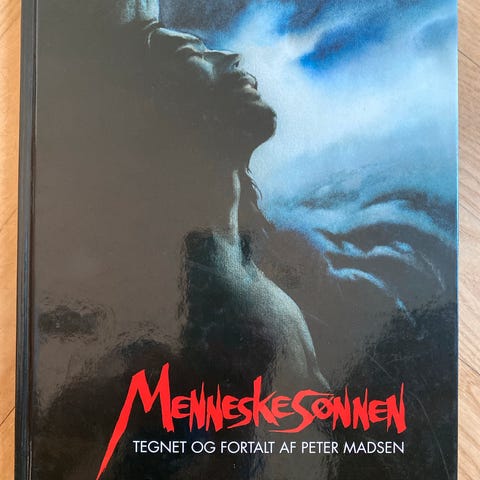 MENNESKESØNNEN
TEGNET OG FORTALT AF PETER MADSEN